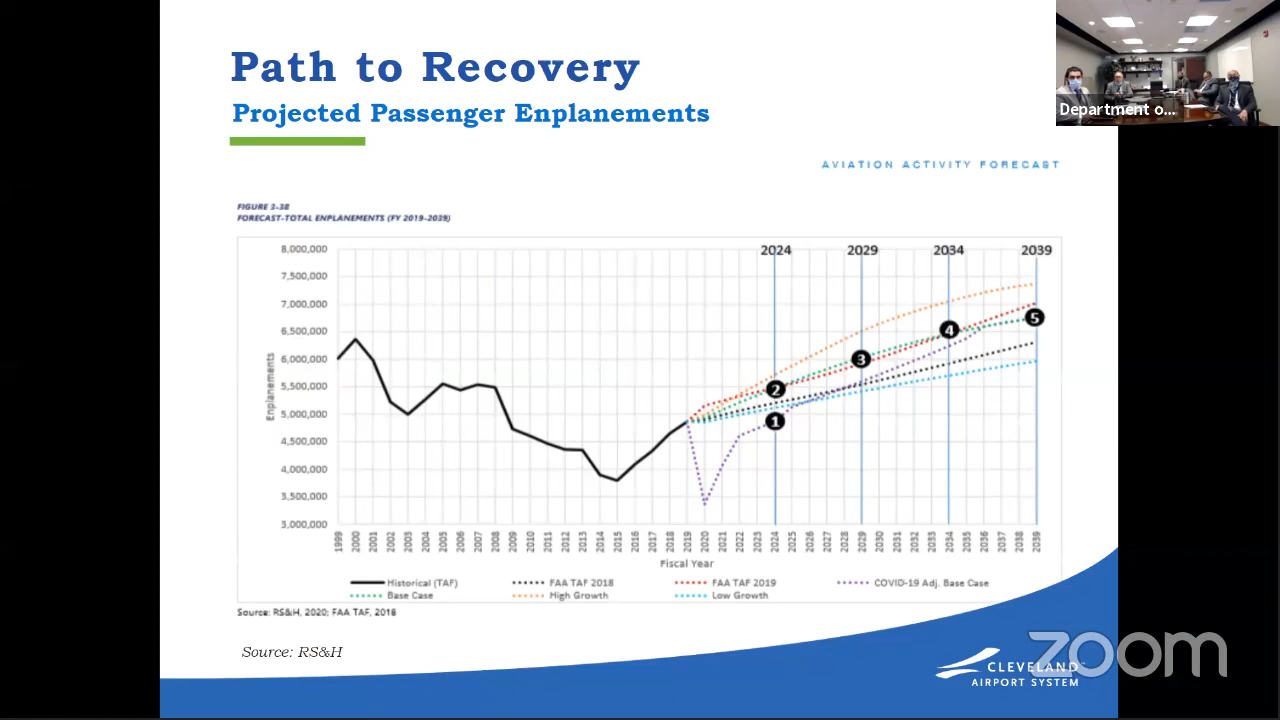 Path to Recovery
Projected Passenger Enplanements
Department o...
AVIATION ACTIVITY FORECAST
FIGURE 3-38
FORECAST-TOTAL ENPLANEMENTS (FY 2019-2039)
2024 2029 2034 2039
8,000,000
7,500,000
7,000,000
6,500,000
6,000,000
5,500,000
5,000,000
4,500,000
4,000,000
3,500,000
3,000,000
Enplanements
1
2
3
4
5
1999 2000 2001 2002 2003 2004 2005 2006 2007 2008 2009 2010 2011 2012 2013 2014 2015 2016 2017 2018 2019 2020 2021 2022 2023 2024 2025 2026 2027 2028 2029 2030 2031 2032 2033 2034 2035 2036 2037 2038 2039
Fiscal Year
Historical (TAF) FAA TAF 2018 FAA TAF 2019 COVID-19 Adj. Base Case
Base Case High Growth Low Growth
Source: RS&H, 2020; FAA TAF, 2018
Source: RS&H
CLEVELAND
AIRPORT SYSTEM
zoom